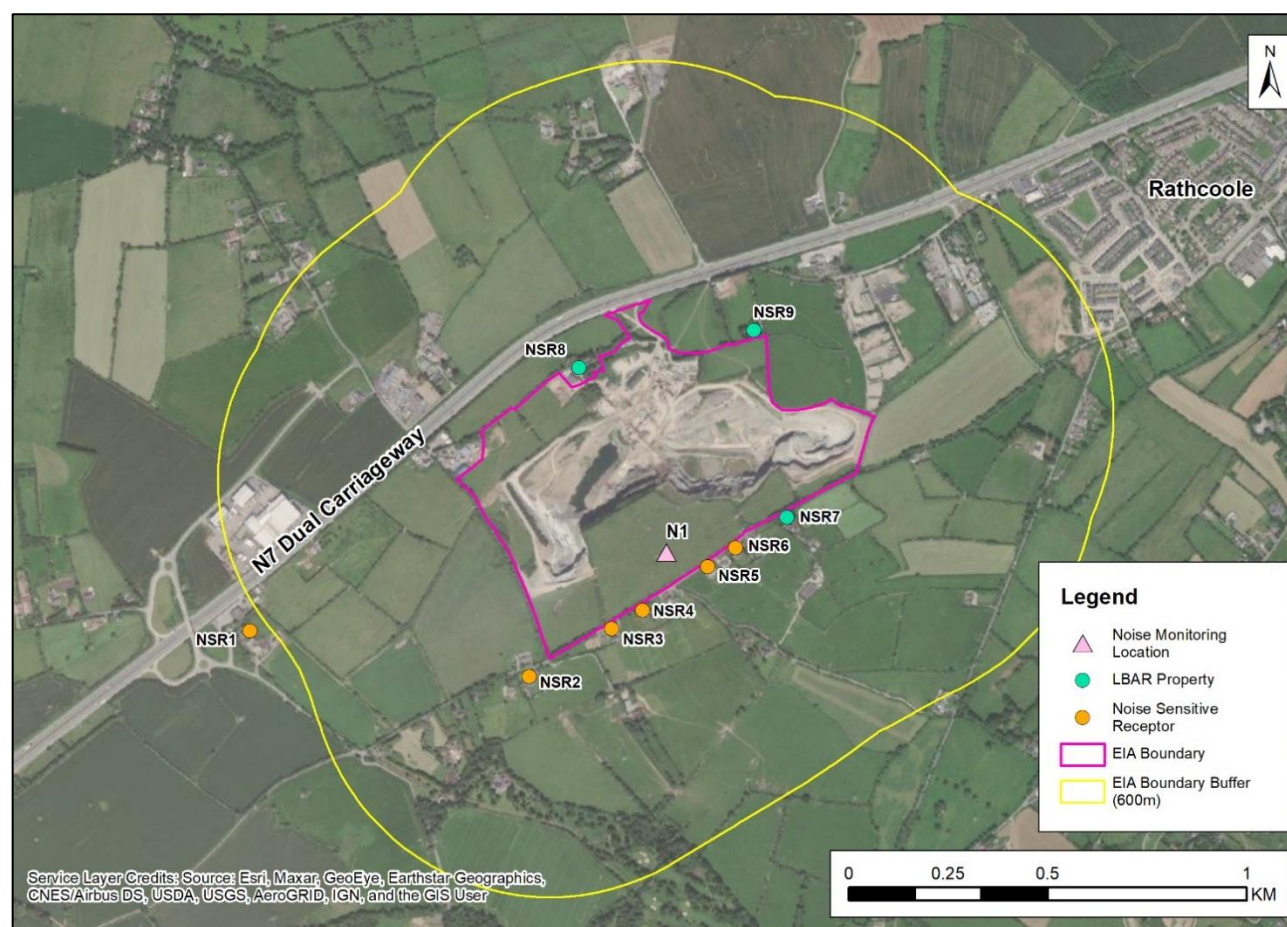 N
Rathcoole
NSR9
NSR8
N7 Dual Carriageway
NSR7
N1
NSR6
NSR5
NSR4
NSR3
NSR1
NSR2
Legend
Noise Monitoring
Location
LBAR Property
Noise Sensitive
Receptor
EIA Boundary
EIA Boundary Buffer
(600m)
Service Layer Credits: Source: Esri, Maxar, GeoEye, Earthstar Geographics,
CNES/Airbus DS, USDA, USGS, AeroGRID, IGN, and the GIS User
0 0.25 0.5 1
KM